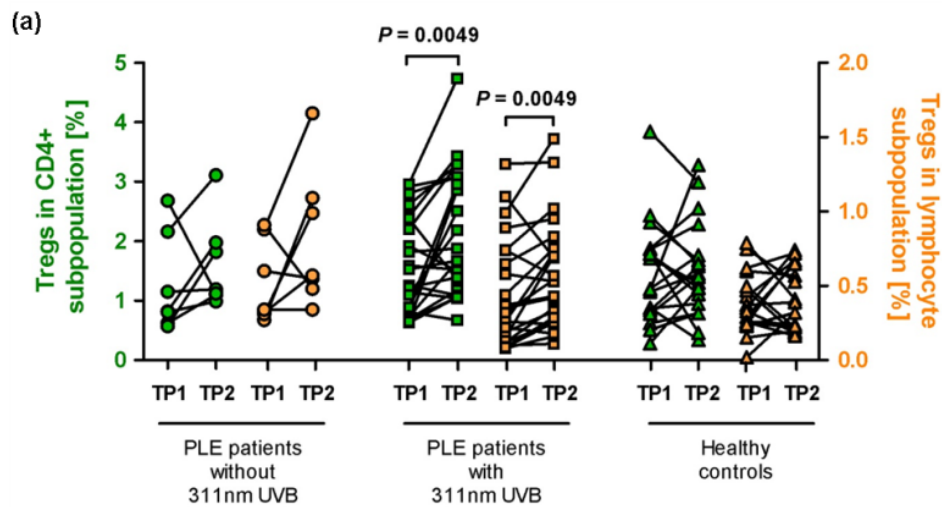 (a)
P = 0.0049
P = 0.0049
Tregs in CD4+
subpopulation [%]
5
4
3
2
1
0
2.0
1.5
1.0
0.5
0.0
Tregs in lymphocyte
subpopulation [%]
TP1 TP2 TP1 TP2 TP1 TP2 TP1 TP2 TP1 TP2 TP1 TP2
PLE patients
without
311nm UVB
PLE patients
with
311nm UVB
Healthy
controls